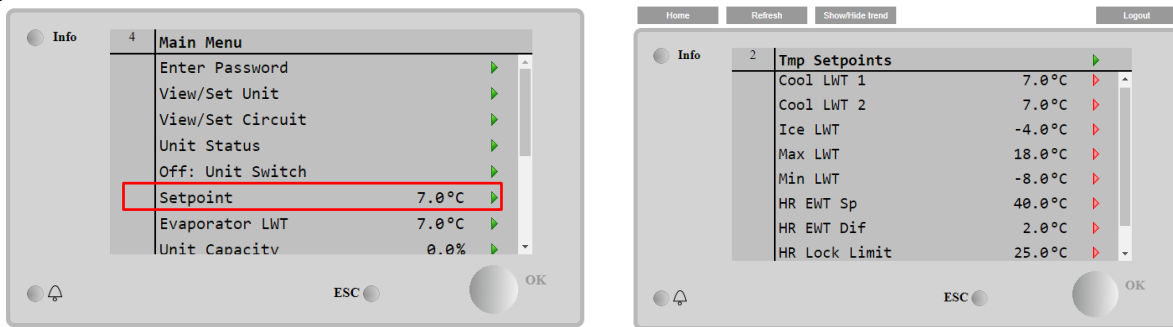 Info
4 Main Menu
Enter Password
View/Set Unit
View/Set Circuit
Unit Status
Off: Unit Switch
Setpoint 7.0°C
Evaporator LWT 7.0°C
Unit Capacity 0.0%
ESC
OK
Home Refresh Show/Hide trend Logout
Info
2 Tmp Setpoints
Cool LWT 1 7.0°C
Cool LWT 2 7.0°C
Ice LWT -4.0°C
Max LWT 18.0°C
Min LWT -8.0°C
HR EWT Sp 40.0°C
HR EWT Dif 2.0°C
HR Lock Limit 25.0°C
ESC
OK